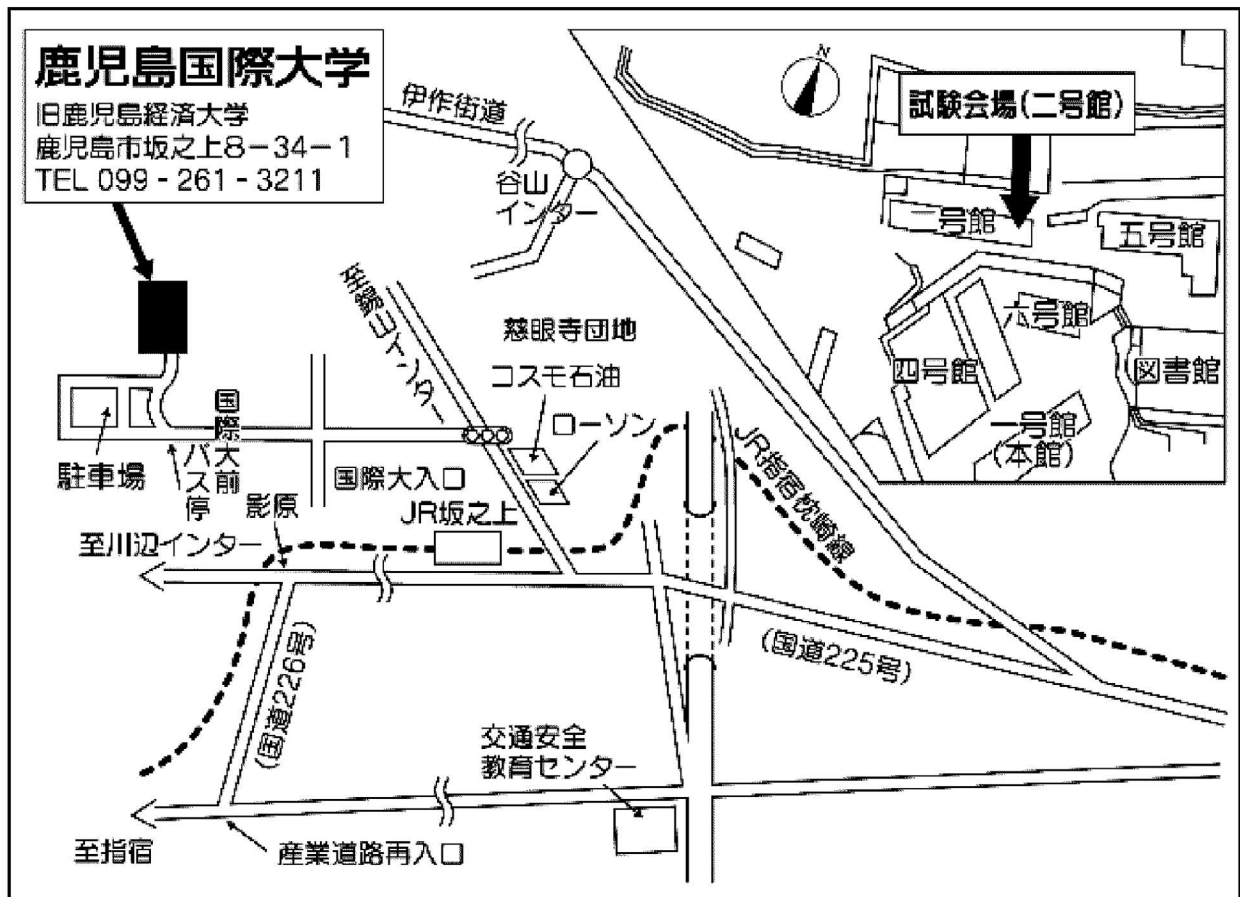 鹿児島国際大学
旧鹿児島経済大学
鹿児島市坂之上8-34-1
TEL 099-261-3211
伊作街道
谷山
インター
N
試験会場(二号館)
二号館
五号館
六号館
四号館
図書館
一号館
(本館)
至錫山インター
慈眼寺団地
コスモ石油
ローソン
国際大前
バス停
駐車場
国際大入口
影原
JR坂之上
JR指宿枕崎線
至川辺インター
(国道226号)
(国道225号)
交通安全
教育センター
至指宿
産業道路再入口